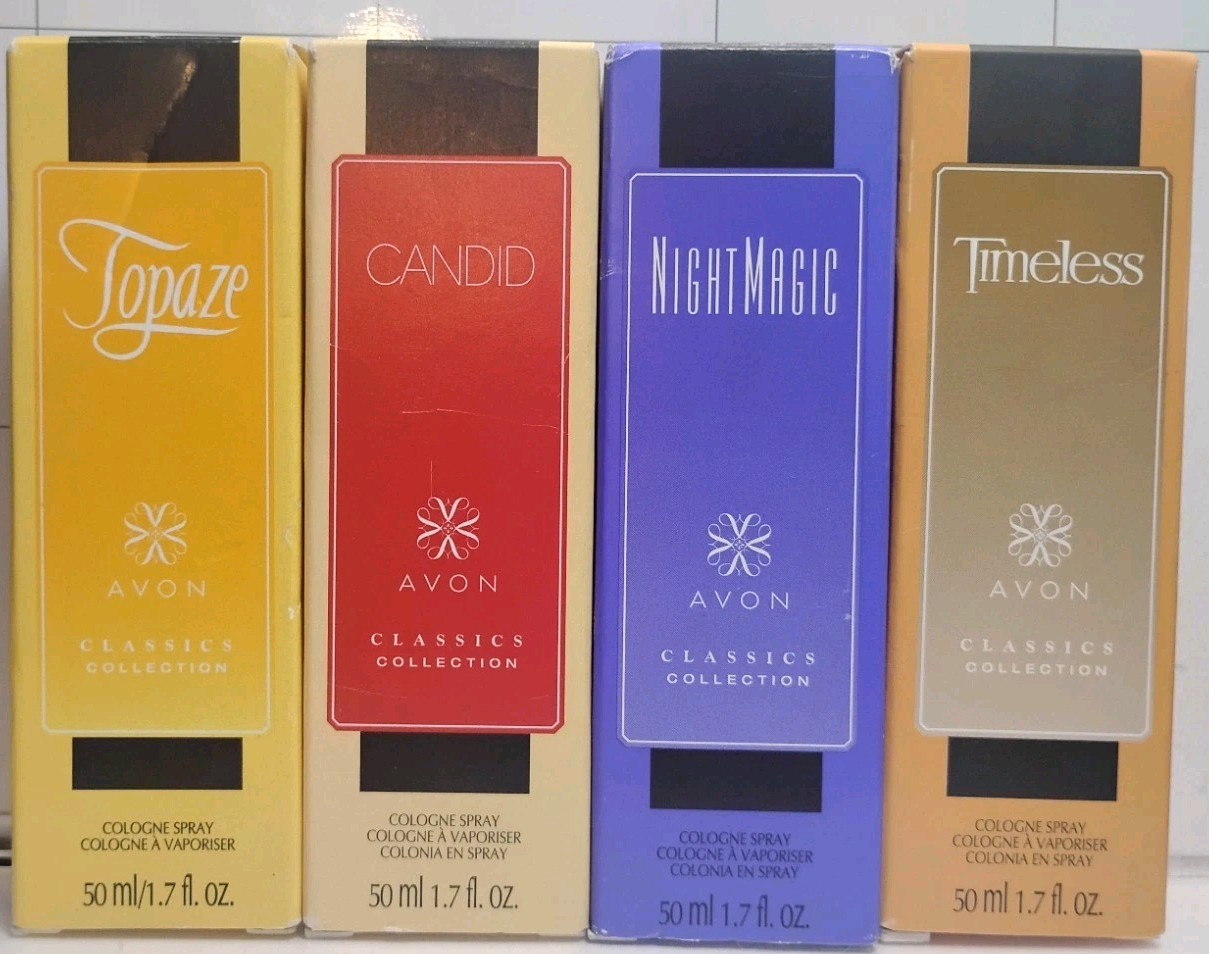 Topaze
AVON
CLASSICS
COLLECTION
COLOGNE SPRAY
COLOGNE À VAPORISER
50 ml/1.7 fl. oz.
CANDID
AVON
CLASSICS
COLLECTION
COLOGNE SPRAY
COLOGNE À VAPORISER
COLONIA EN SPRAY
50 ml 1.7 fl. oz.
NIGHTMAGIC
AVON
CLASSICS
COLLECTION
COLOGNE SPRAY
COLOGNE À VAPORISER
COLONIA EN SPRAY
50 ml 1.7 fl. oz.
Timeless
AVON
CLASSICS
COLLECTION
COLOGNE SPRAY
COLOGNE À VAPORISER
COLONIA EN SPRAY
50 ml 1.7 fl. oz.